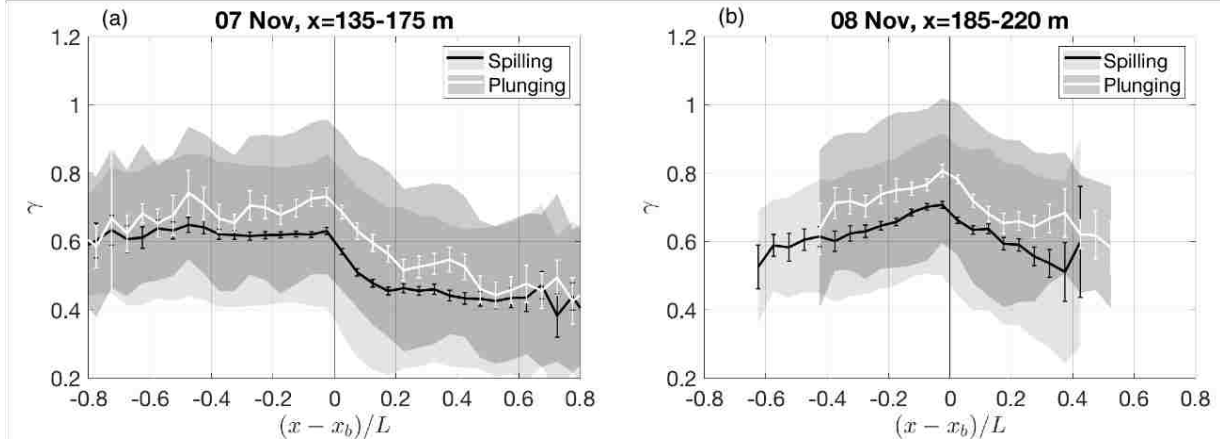 (a)
07 Nov, x=135-175 m
1.2
1
0.8
0.6
0.4
0.2
γ
Spilling
Plunging
-0.8 -0.6 -0.4 -0.2 0 0.2 0.4 0.6 0.8
(x − x_b)/L
(b)
08 Nov, x=185-220 m
1.2
1
0.8
0.6
0.4
0.2
γ
Spilling
Plunging
-0.8 -0.6 -0.4 -0.2 0 0.2 0.4 0.6 0.8
(x − x_b)/L